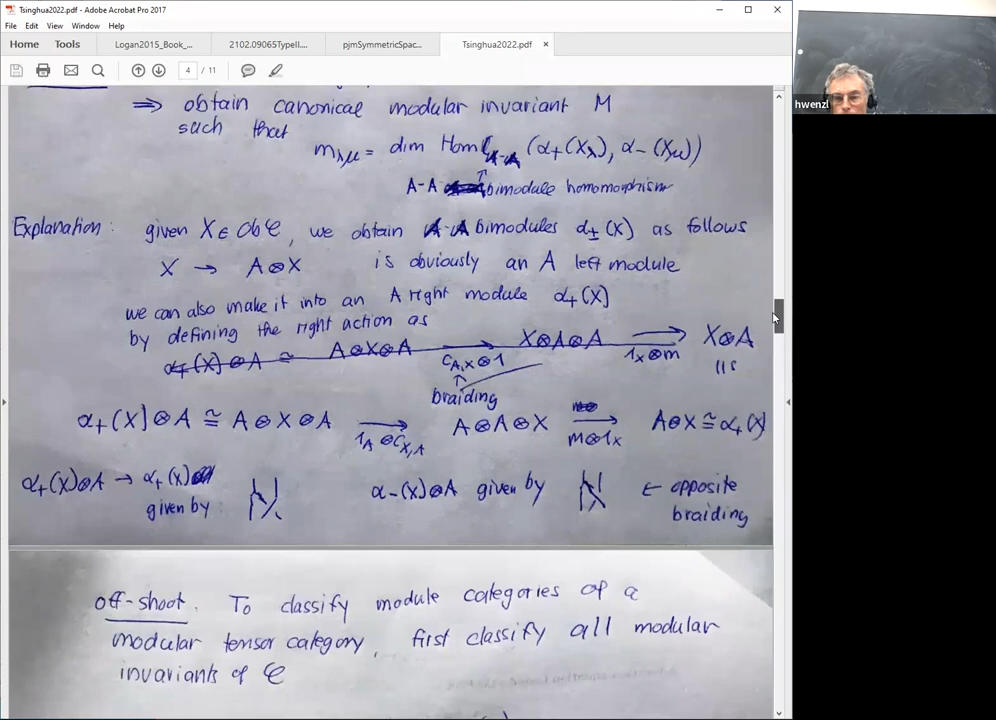 Tsinghua2022.pdf - Adobe Acrobat Pro 2017
File Edit View Window Help
Home Tools Logan2015_Book_... 2102.09065TypeII.... pjmSymmetricSpac... Tsinghua2022.pdf ×
4 / 11
hwenzl
⇒ obtain canonical modular invariant M
such that
m_λμ = dim Hom_A-A (α+(X_λ), α-(X_μ))
A-A bimodule homomorphism
Explanation: given X ∈ Ob C, we obtain A-A bimodules α±(X) as follows
X → A⊗X is obviously an A left module
we can also make it into an A right module α+(X)
by defining the right action as
α+(X)⊗A ≅ A⊗X⊗A → X⊗A⊗A → X⊗A
C_A,X⊗1 1_X⊗m
braiding
α+(X)⊗A ≅ A⊗X⊗A → A⊗A⊗X → A⊗X ≅ α+(X)
1_A⊗C_X,A m⊗1_X
α+(X)⊗A → α+(X)
given by
α-(X)⊗A given by ← opposite
braiding
off-shoot. To classify module categories of a
modular tensor category, first classify all modular
invariants of C